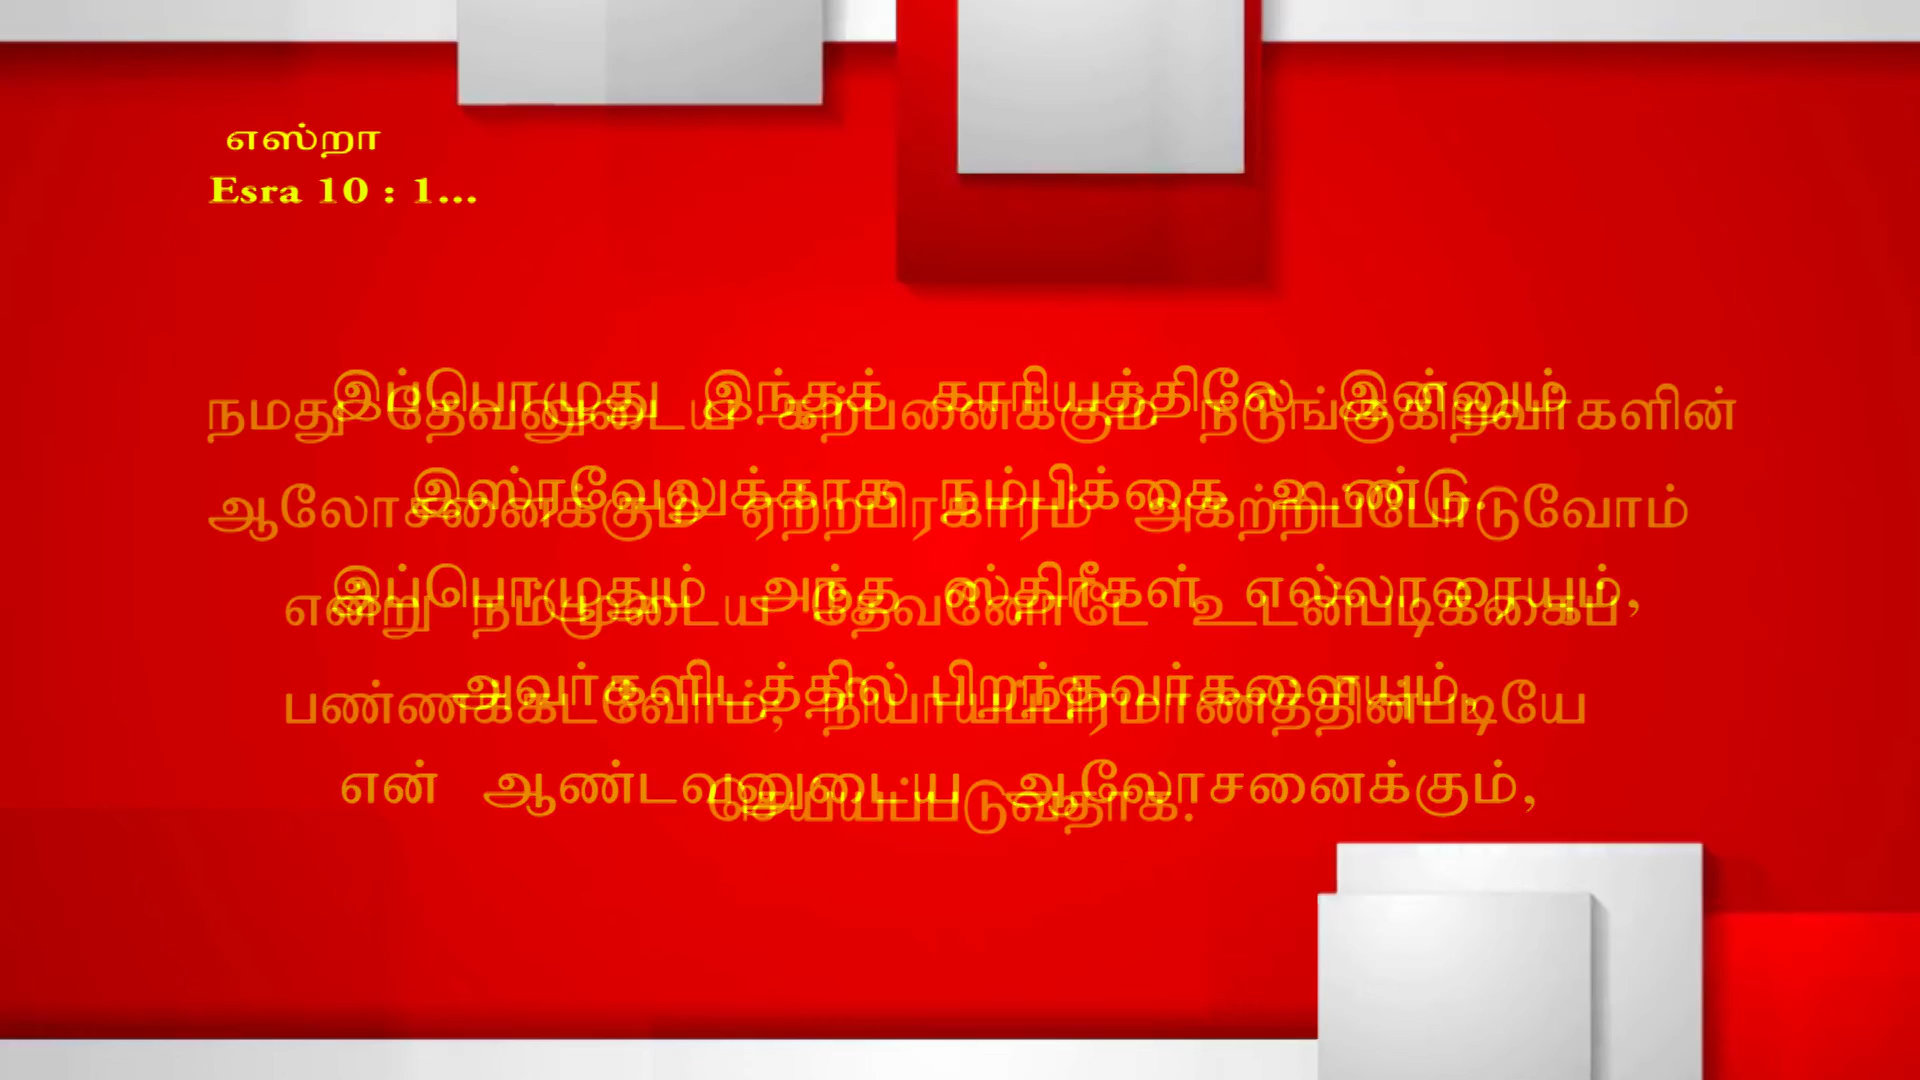 எஸ்றா
Esra 10 : 1...
இப்பொழுது இந்தக் காரியத்திலே இன்னும்
இஸ்ரவேலுக்காக நம்பிக்கை உண்டு.
இப்பொழுதும் அந்த ஸ்திரீகள் எல்லாரையும்,
அவர்களிடத்தில் பிறந்தவர்களையும்,
என் ஆண்டவனுடைய ஆலோசனைக்கும்,
நமது தேவனுடைய கற்பனைக்கும் நடுங்குகிறவர்களின்
ஆலோசனைக்கும் ஏற்றபிரகாரம் அகற்றிப்போடுவோம்
என்று நம்முடைய தேவனோடே உடன்படிக்கைப்
பண்ணக்கடவோம்; நியாயப்பிரமாணத்தின்படியே
செய்யப்படுவதாக.